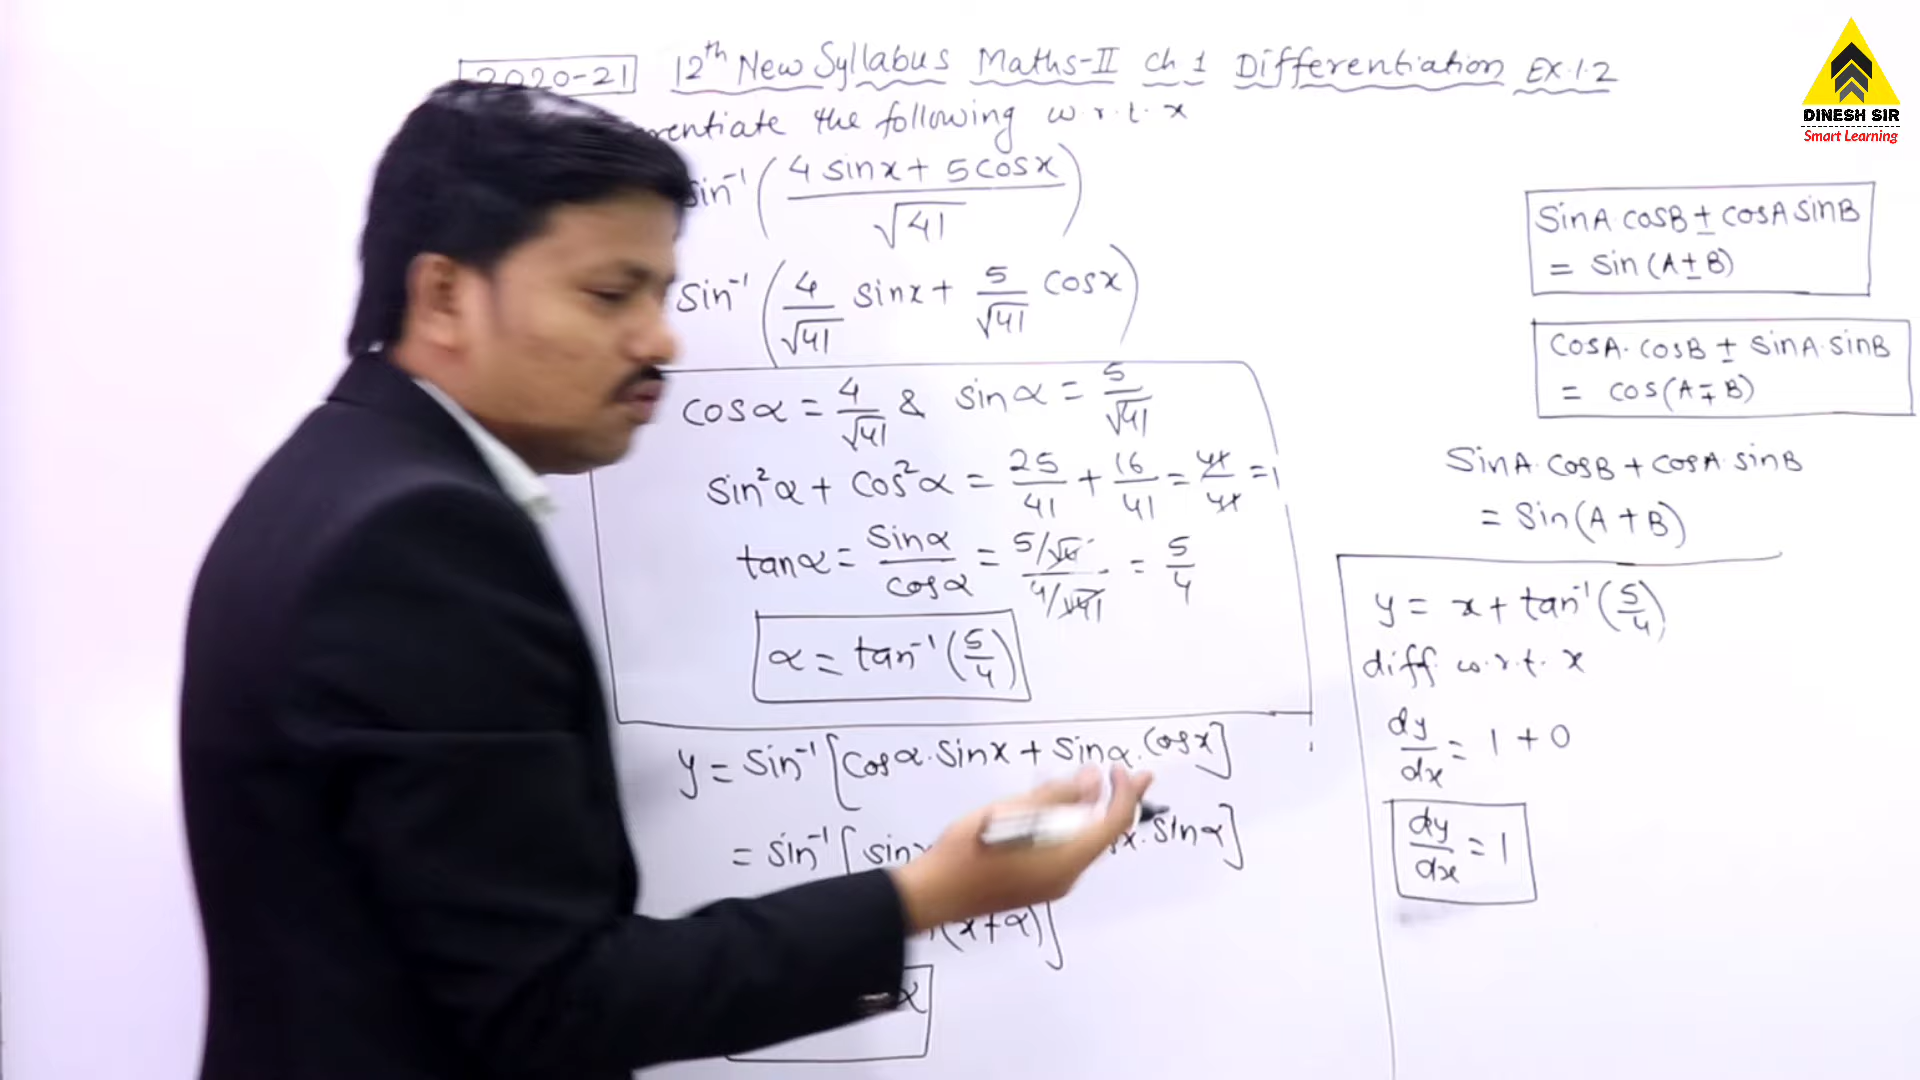 2020-21 12th New Syllabus Maths-II Ch 1 Differentiation Ex.1.2
the following w.r.t. x
sin⁻¹ (4 sinx + 5 cosx / √41)
sin⁻¹ (4/√41 sinx + 5/√41 cosx)
cosα = 4/√41 & sinα = 5/√41
sin²α + cos²α = 25/41 + 16/41 = 41/41 = 1
tanα = sinα/cosα = 5/√41 / 4/√41 = 5/4
α = tan⁻¹(5/4)
y = sin⁻¹[cosα.sinx + sinα.cosx]
= sin⁻¹[sinx . sinα]
(x+α)]
α
DINESH SIR
Smart Learning
SinA.cosB ± cosA sinB
= sin (A ± B)
cosA. cosB ± sinA.sinB
= cos(A ∓ B)
SinA.cosB + cosA.sinB
= sin(A + B)
y = x + tan⁻¹(5/4)
diff. w.r.t. x
dy/dx = 1 + 0
dy/dx = 1